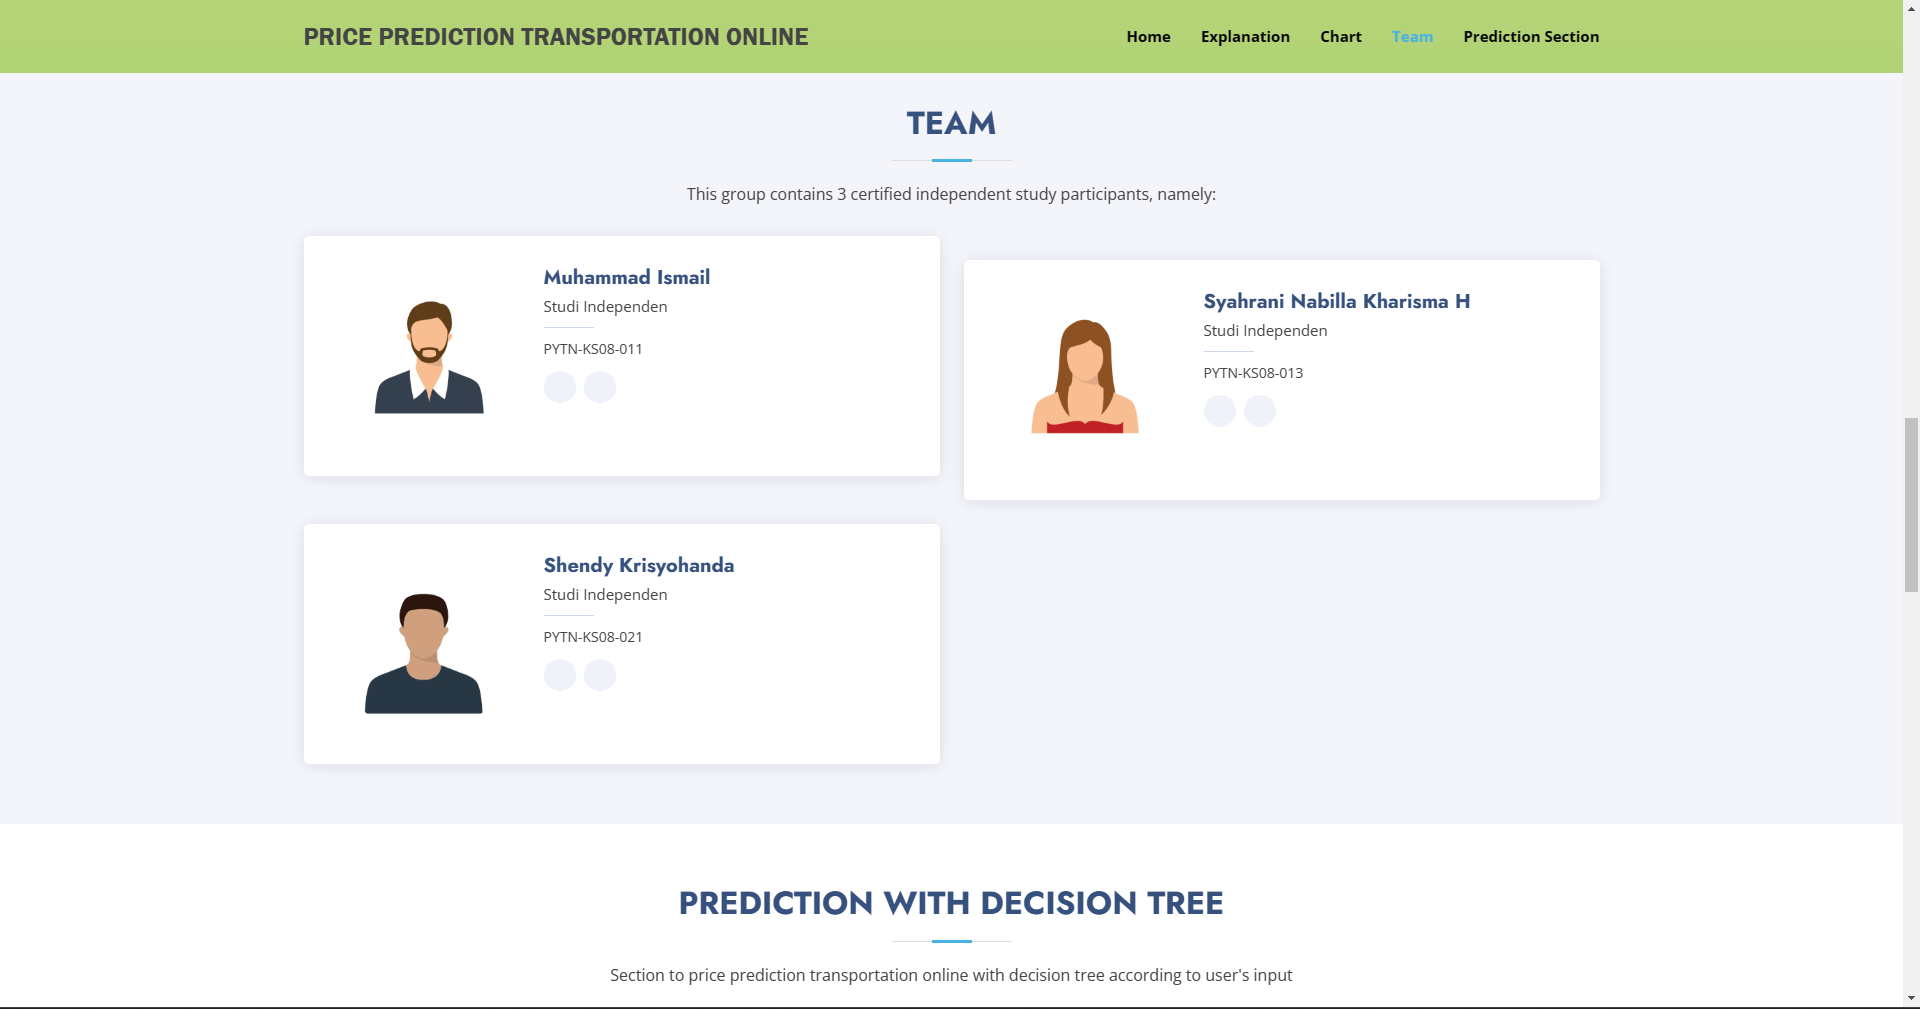 PRICE PREDICTION TRANSPORTATION ONLINE
Home
Explanation
Chart
Team
Prediction Section
TEAM
This group contains 3 certified independent study participants, namely:
Muhammad Ismail
Studi Independen
PYTN-KS08-011
Syahrani Nabilla Kharisma H
Studi Independen
PYTN-KS08-013
Shendy Krisyohanda
Studi Independen
PYTN-KS08-021
PREDICTION WITH DECISION TREE
Section to price prediction transportation online with decision tree according to user's input